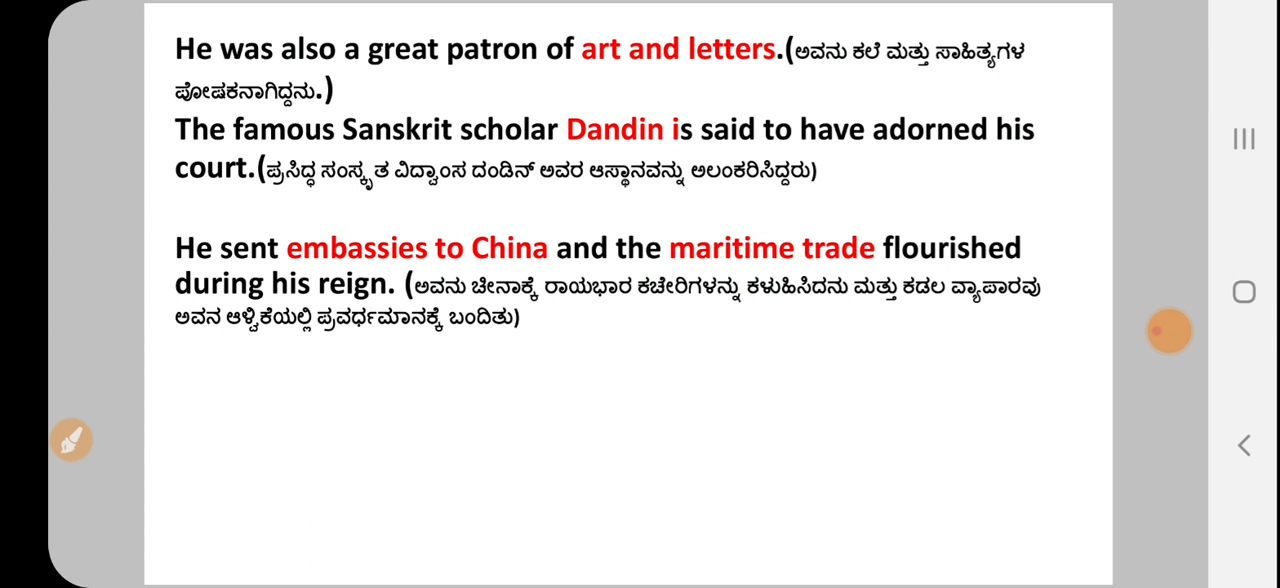 He was also a great patron of art and letters.(ಅವನು ಕಲೆ ಮತ್ತು ಸಾಹಿತ್ಯಗಳ
ಪೋಷಕನಾಗಿದ್ದನು.)
The famous Sanskrit scholar Dandin is said to have adorned his
court.(ಪ್ರಸಿದ್ಧ ಸಂಸ್ಕೃತ ವಿದ್ವಾಂಸ ದಂಡಿನ್ ಅವರ ಆಸ್ಥಾನವನ್ನು ಅಲಂಕರಿಸಿದ್ದರು)
He sent embassies to China and the maritime trade flourished
during his reign. (ಅವನು ಚೀನಾಕ್ಕೆ ರಾಯಭಾರ ಕಚೇರಿಗಳನ್ನು ಕಳುಹಿಸಿದನು ಮತ್ತು ಕಡಲ ವ್ಯಾಪಾರವು
ಅವನ ಆಳ್ವಿಕೆಯಲ್ಲಿ ಪ್ರವರ್ಧಮಾನಕ್ಕೆ ಬಂದಿತು)